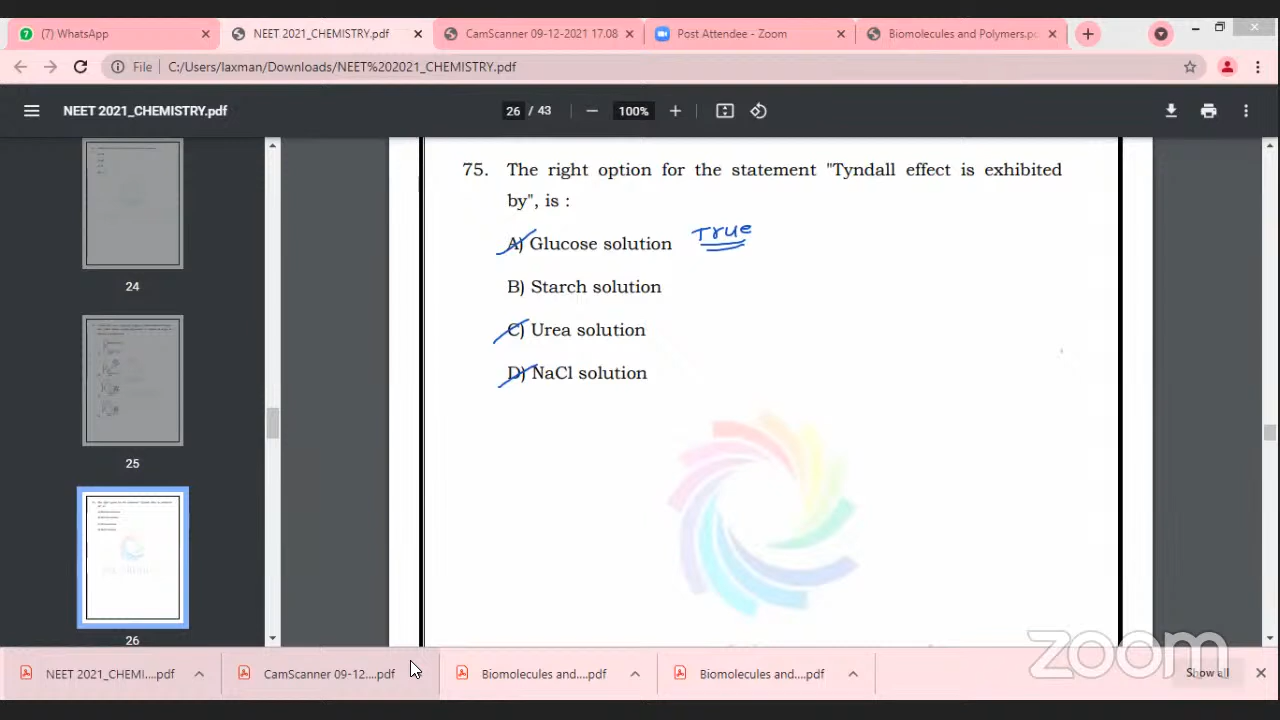 (7) WhatsApp
NEET 2021_CHEMISTRY.pdf
CamScanner 09-12-2021 17.08
Post Attendee - Zoom
Biomolecules and Polymers.pdf
File
C:/Users/laxman/Downloads/NEET%202021_CHEMISTRY.pdf
NEET 2021_CHEMISTRY.pdf
26 / 43
100%
24
25
26
75. The right option for the statement "Tyndall effect is exhibited
by", is :
A) Glucose solution
True
B) Starch solution
C) Urea solution
D) NaCl solution
zoom
NEET 2021_CHEMI....pdf
CamScanner 09-12....pdf
Biomolecules and....pdf
Biomolecules and....pdf
Show all